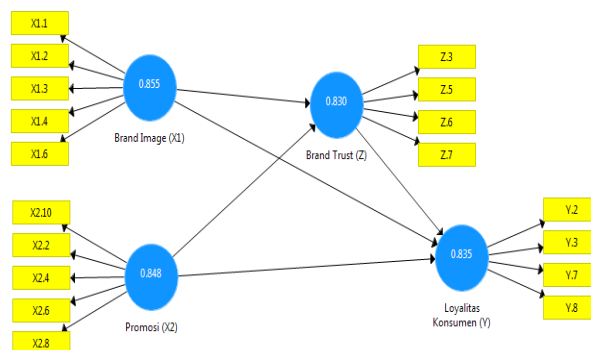 X1.1
X1.2
X1.3
X1.4
X1.6
0.855
Brand Image (X1)
Z.3
Z.5
Z.6
Z.7
0.830
Brand Trust (Z)
X2.10
X2.2
X2.4
X2.6
X2.8
0.848
Promosi (X2)
Y.2
Y.3
Y.7
Y.8
0.835
Loyalitas
Konsumen (Y)